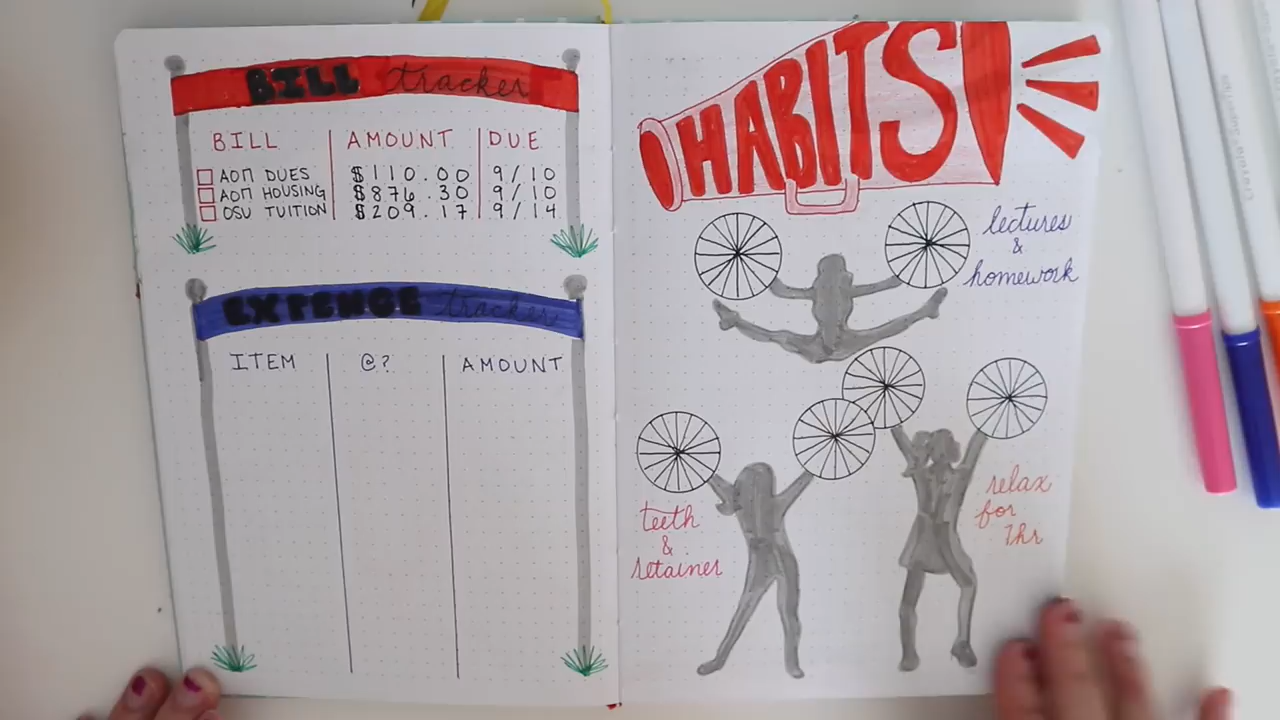 BILL tracker
BILL AMOUNT DUE
ΑΟΠ DUES $110.00 9/10
ΑΟΠ HOUSING $876.30 9/10
OSU TUITION $209.17 9/14
EXPENCE tracker
ITEM @? AMOUNT
HABITS
lectures
&
homework
teeth
&
retainer
relax
for
1hr